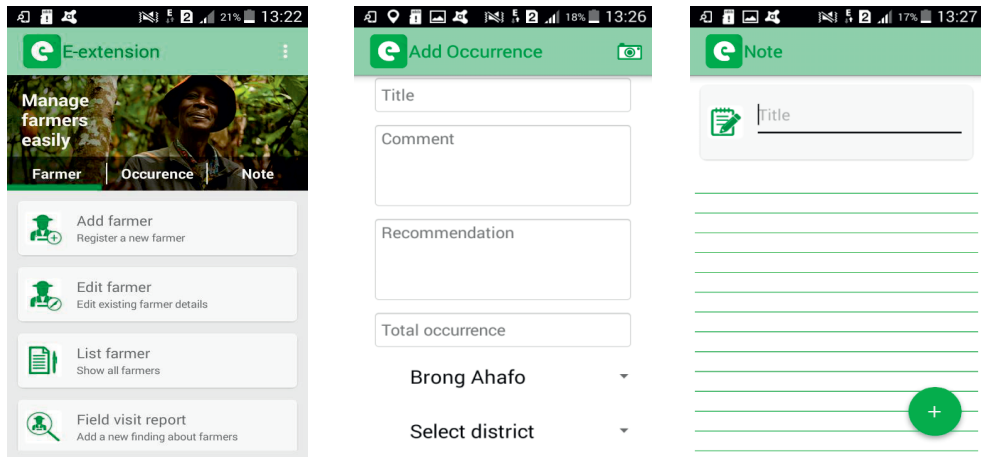 21% 13:22
E-extension
Manage
farmers
easily
Farmer Occurence Note
Add farmer
Register a new farmer
Edit farmer
Edit existing farmer details
List farmer
Show all farmers
Field visit report
Add a new finding about farmers
2 18% 13:26
Add Occurrence
Title
Comment
Recommendation
Total occurrence
Brong Ahafo
Select district
2 17% 13:27
Note
Title
+